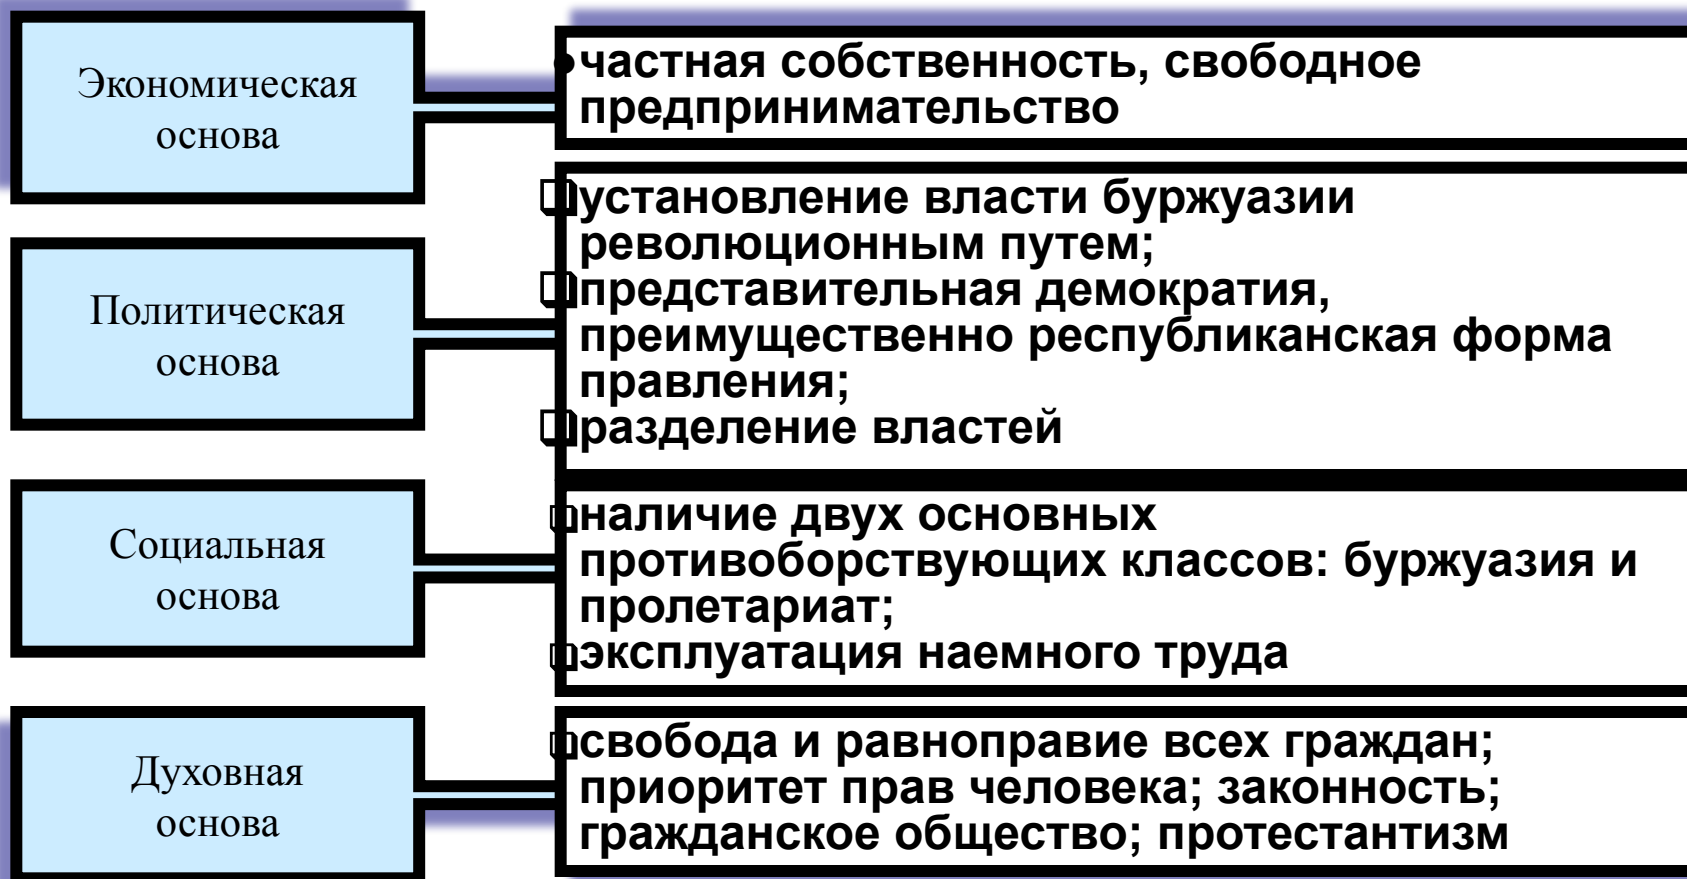 Экономическая
основа
•частная собственность, свободное
предпринимательство
Политическая
основа
❑установление власти буржуазии
революционным путем;
❑представительная демократия,
преимущественно республиканская форма
правления;
❑разделение властей
Социальная
основа
❑наличие двух основных
противоборствующих классов: буржуазия и
пролетариат;
❑эксплуатация наемного труда
Духовная
основа
❑свобода и равноправие всех граждан;
приоритет прав человека; законность;
гражданское общество; протестантизм